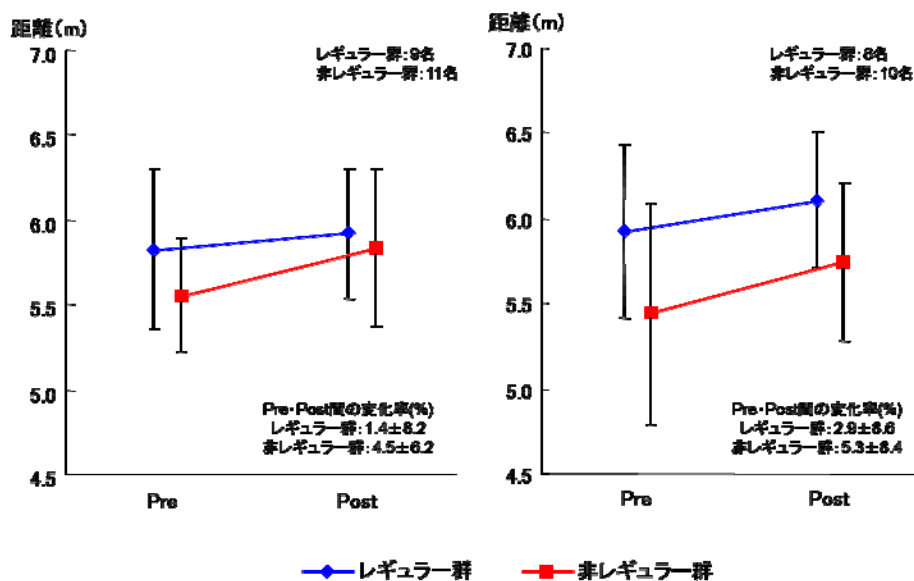 距離(m)
7.0
6.5
6.0
5.5
5.0
4.5
レギュラー群:9名
非レギュラー群:11名
Pre・Post間の変化率(%)
レギュラー群:1.4±8.2
非レギュラー群:4.5±6.2
Pre
Post
距離(m)
7.0
6.5
6.0
5.5
5.0
4.5
レギュラー群:8名
非レギュラー群:10名
Pre・Post間の変化率(%)
レギュラー群:2.9±8.6
非レギュラー群:5.3±8.4
Pre
Post
レギュラー群
非レギュラー群